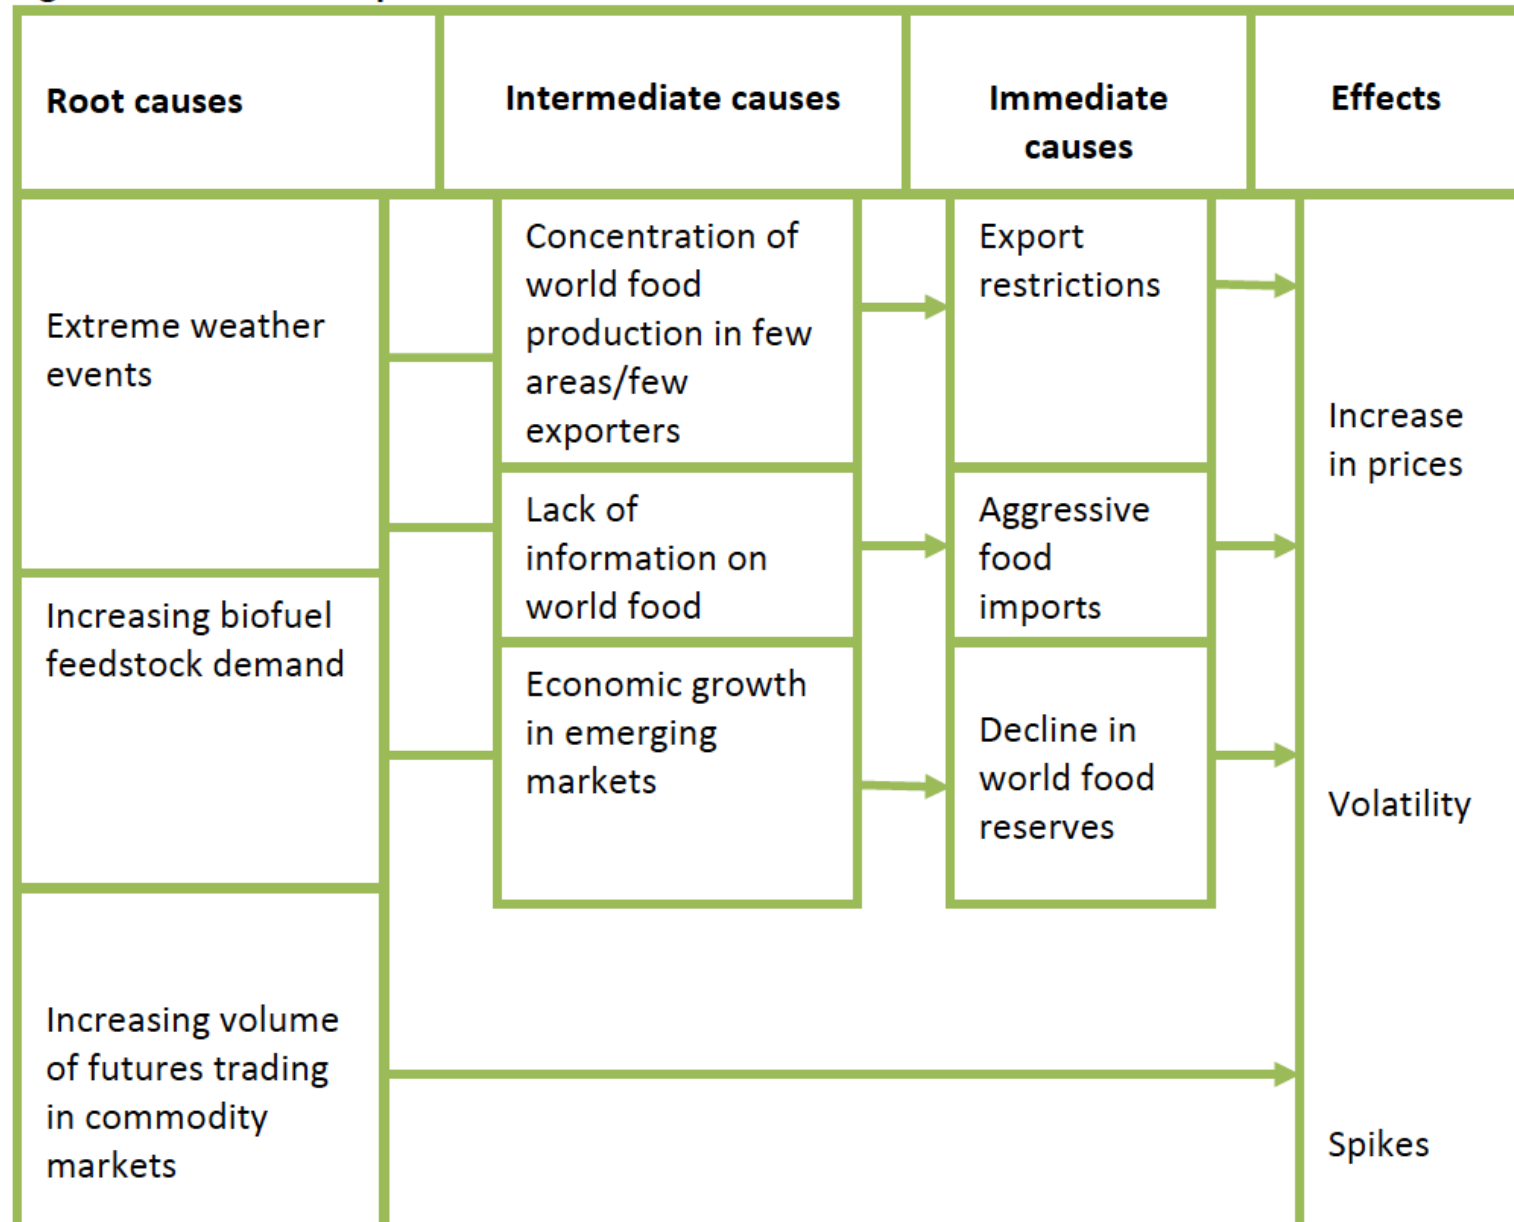 Root causes
Intermediate causes
Immediate
causes
Effects
Extreme weather
events
Increasing biofuel
feedstock demand
Increasing volume
of futures trading
in commodity
markets
Concentration of
world food
production in few
areas/few
exporters
Lack of
information on
world food
Economic growth
in emerging
markets
Export
restrictions
Aggressive
food
imports
Decline in
world food
reserves
Increase
in prices
Volatility
Spikes